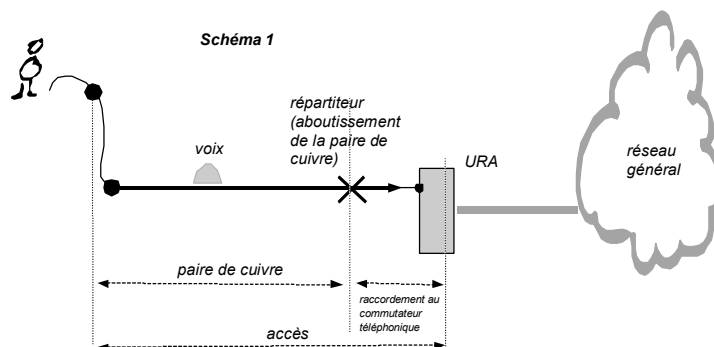 Schéma 1
répartiteur
(aboutissement
de la paire de
cuivre)
voix
URA
réseau
général
paire de cuivre
raccordement au
commutateur
téléphonique
accès